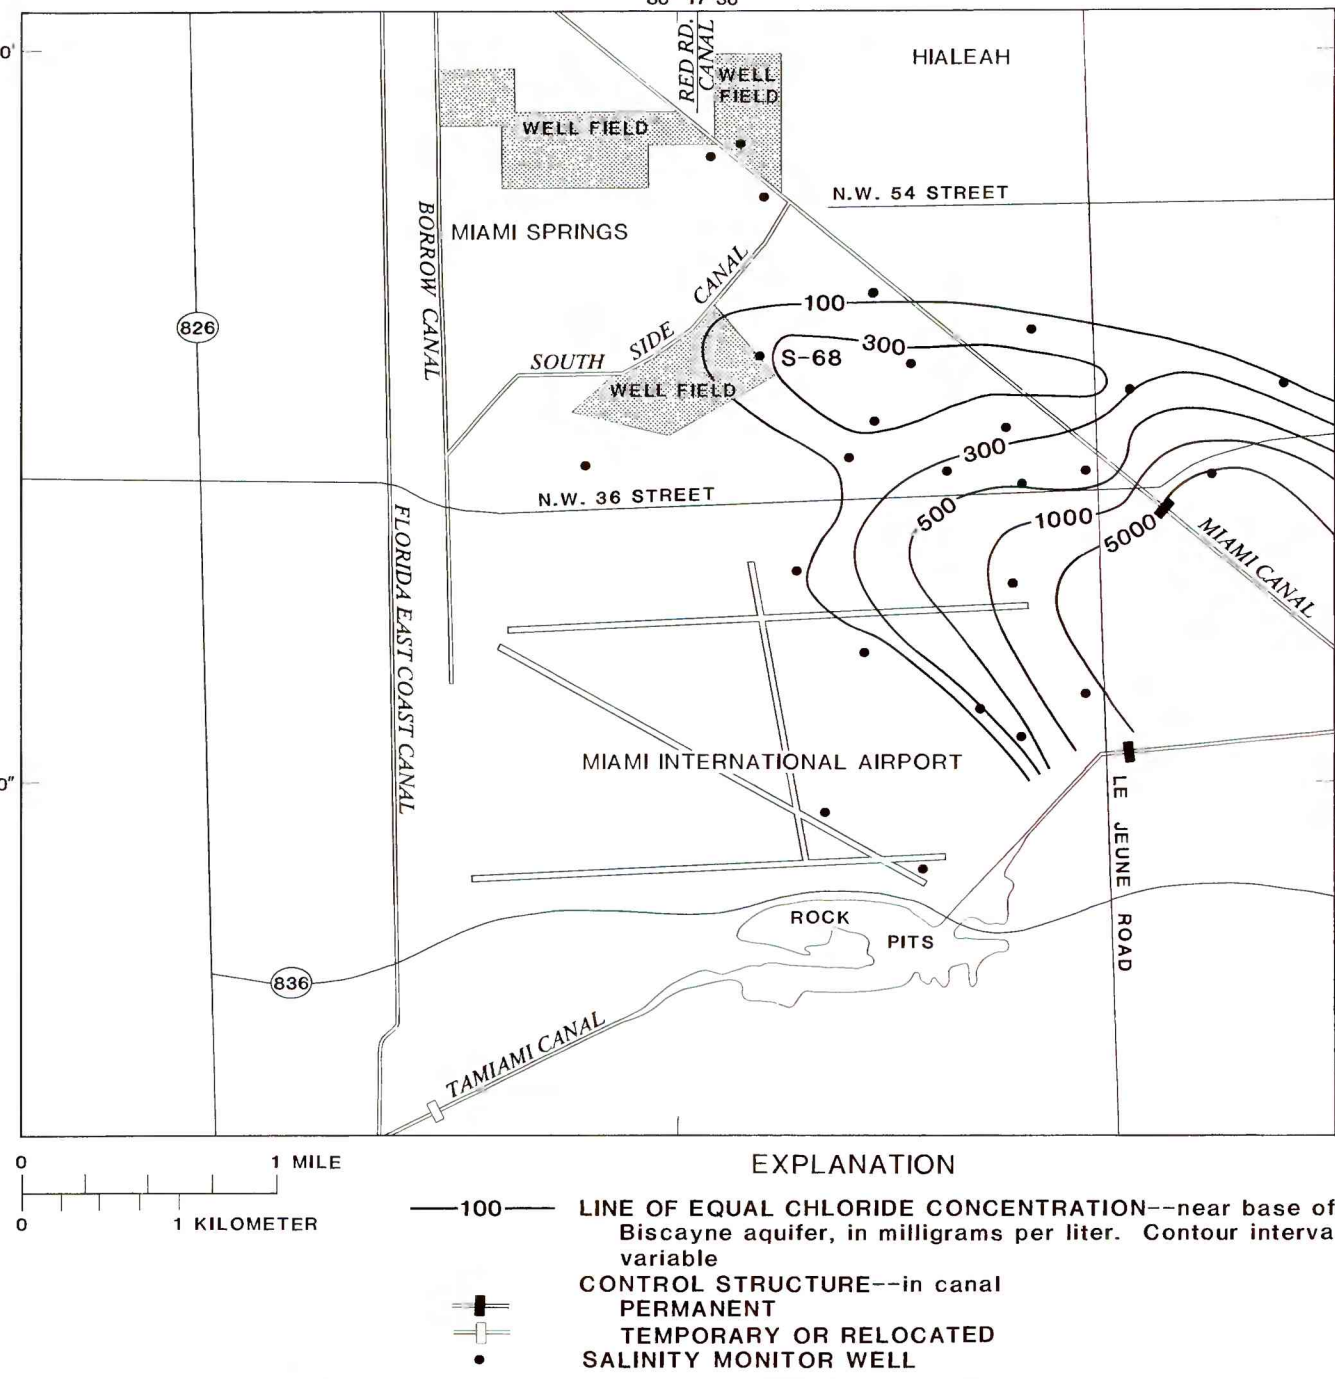 RED RD.
CANAL
HIALEAH
0'
WELL
FIELD
WELL FIELD
N.W. 54 STREET
BORROW CANAL
MIAMI SPRINGS
826
SOUTH SIDE CANAL
100
300
S-68
WELL FIELD
300
N.W. 36 STREET
500
1000
5000
MIAMI CANAL
FLORIDA EAST COAST CANAL
MIAMI INTERNATIONAL AIRPORT
0"
LE JEUNE ROAD
ROCK
PITS
836
TAMIAMI CANAL
0 1 MILE
0 1 KILOMETER
EXPLANATION
100 LINE OF EQUAL CHLORIDE CONCENTRATION--near base of
Biscayne aquifer, in milligrams per liter. Contour interva
variable
CONTROL STRUCTURE--in canal
PERMANENT
TEMPORARY OR RELOCATED
SALINITY MONITOR WELL